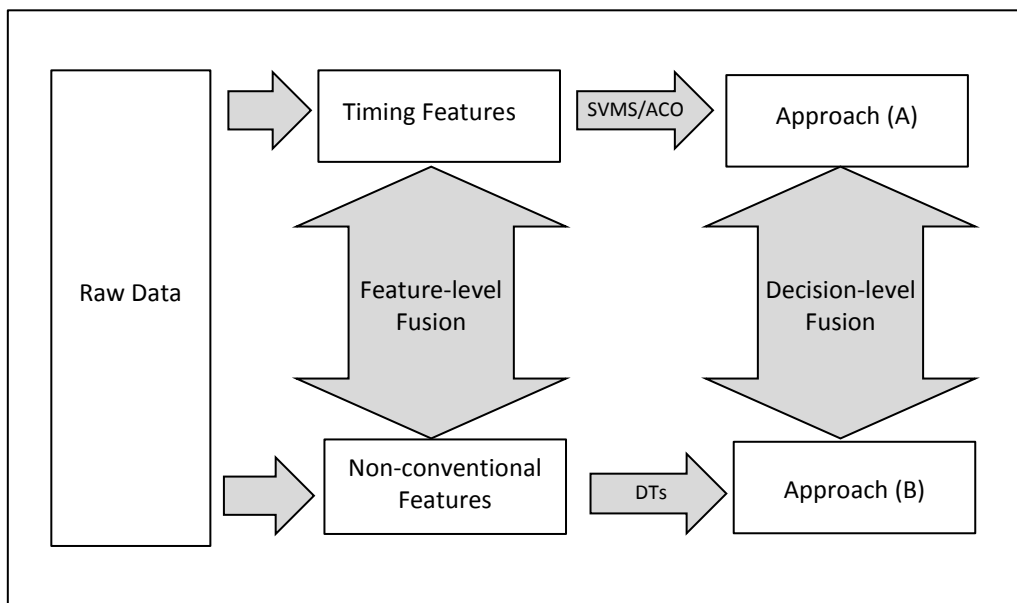 Raw Data
Timing Features
SVMS/ACO
Approach (A)
Feature-level
Fusion
Decision-level
Fusion
Non-conventional
Features
DTs
Approach (B)